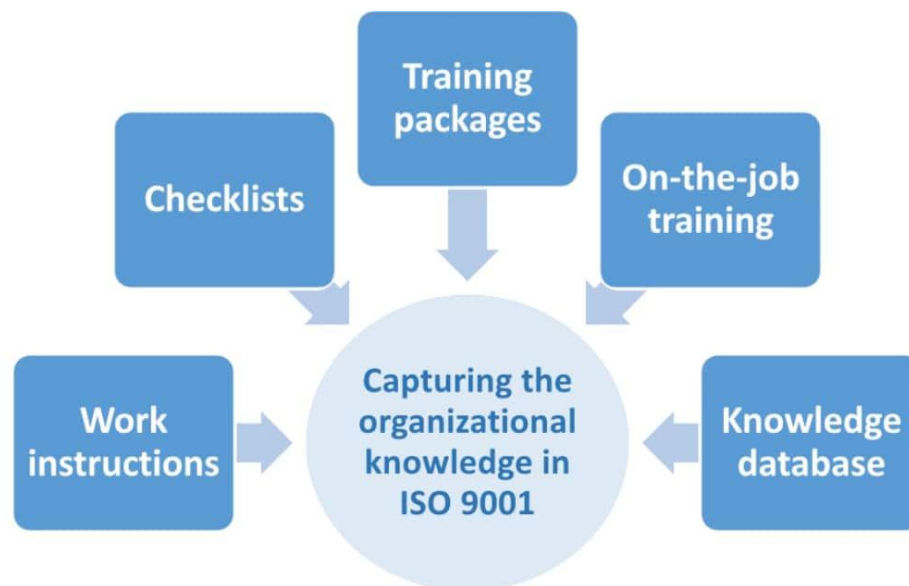 Training
packages
Checklists
On-the-job
training
Work
instructions
Capturing the
organizational
knowledge in
ISO 9001
Knowledge
database